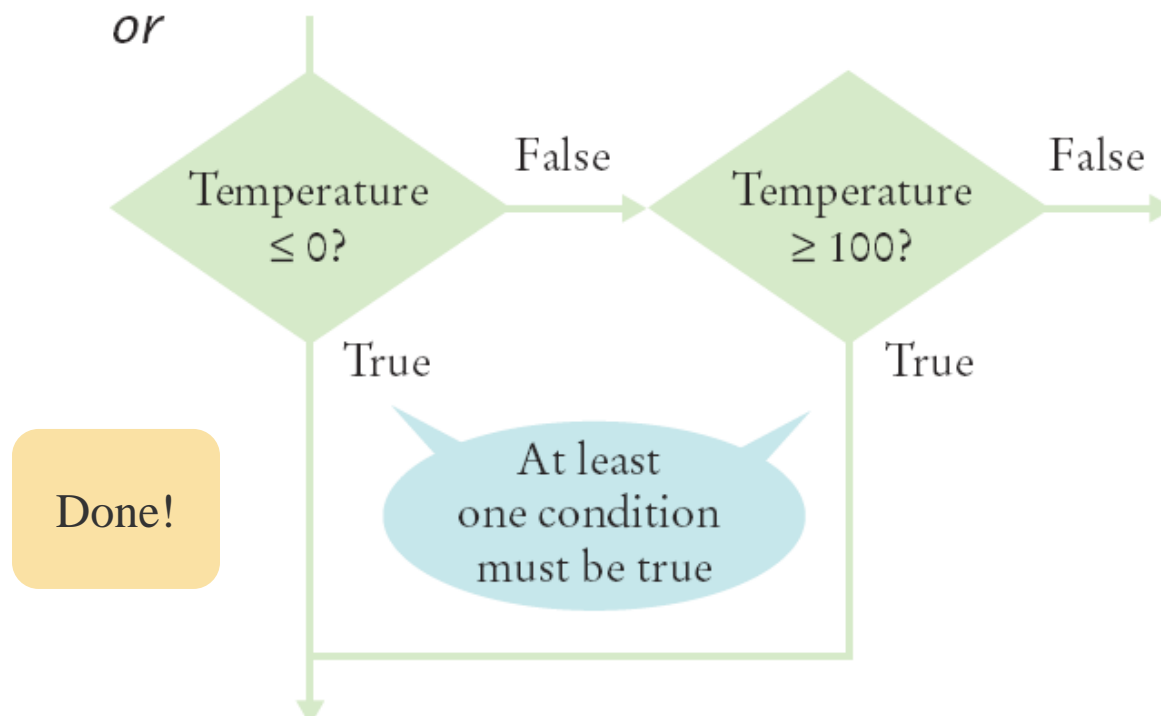 or
Temperature
≤ 0?
False
Temperature
≥ 100?
False
True
True
At least
one condition
must be true
Done!